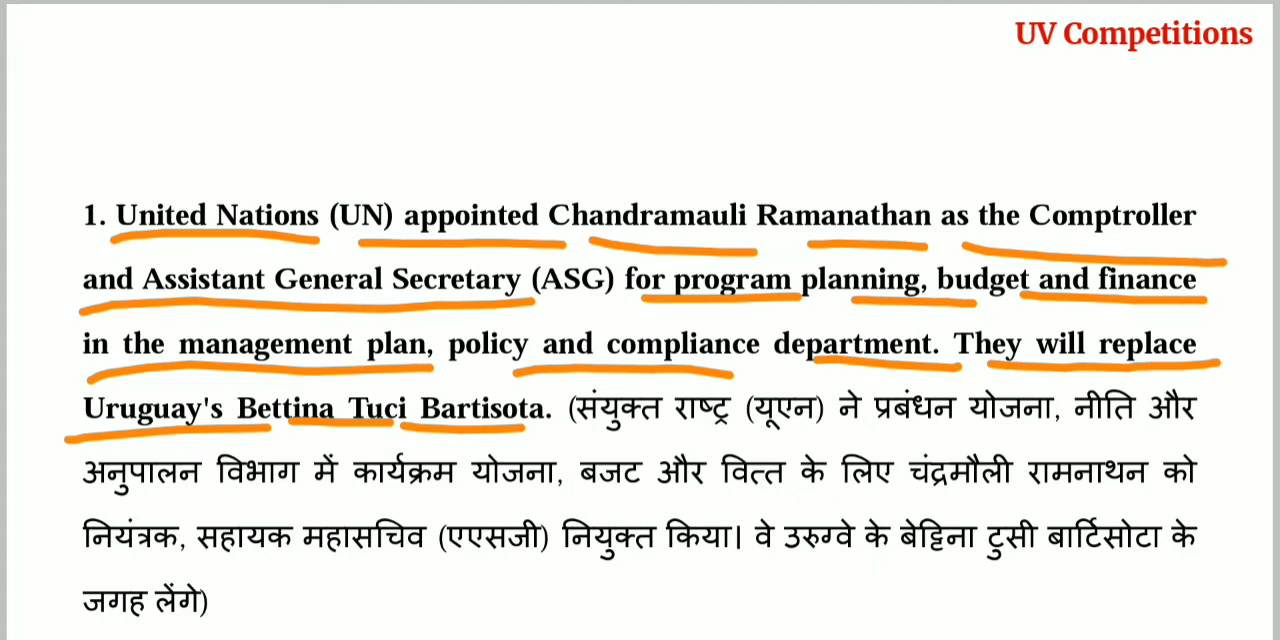 UV Competitions
1. United Nations (UN) appointed Chandramauli Ramanathan as the Comptroller
and Assistant General Secretary (ASG) for program planning, budget and finance
in the management plan, policy and compliance department. They will replace
Uruguay's Bettina Tuci Bartisota. (संयुक्त राष्ट्र (यूएन) ने प्रबंधन योजना, नीति और
अनुपालन विभाग में कार्यक्रम योजना, बजट और वित्त के लिए चंद्रमौली रामनाथन को
नियंत्रक, सहायक महासचिव (एएसजी) नियुक्त किया। वे उरुग्वे के बेट्टिना टुसी बार्टिसोटा के
जगह लेंगे)